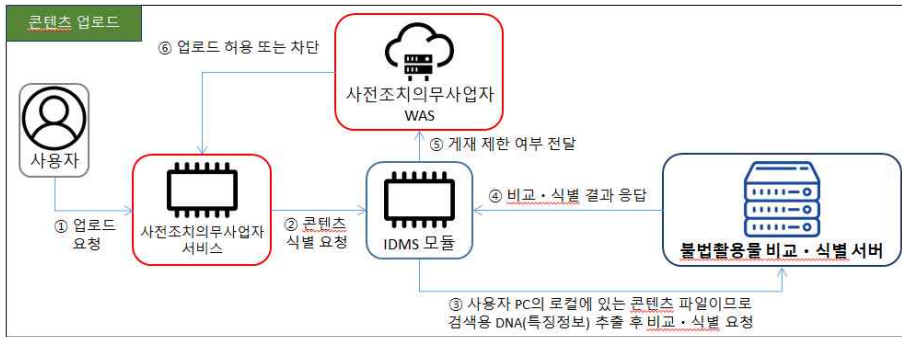 콘텐츠 업로드
⑥ 업로드 허용 또는 차단
사전조치의무사업자
WAS
사용자
⑤ 게재 제한 여부 전달
① 업로드
요청
사전조치의무사업자
서비스
② 콘텐츠
식별 요청
IDMS 모듈
④ 비교・식별 결과 응답
불법촬용물 비교・식별 서버
③ 사용자 PC의 로컬에 있는 콘텐츠 파일이므로
검색용 DNA(특징정보) 추출 후 비교・식별 요청